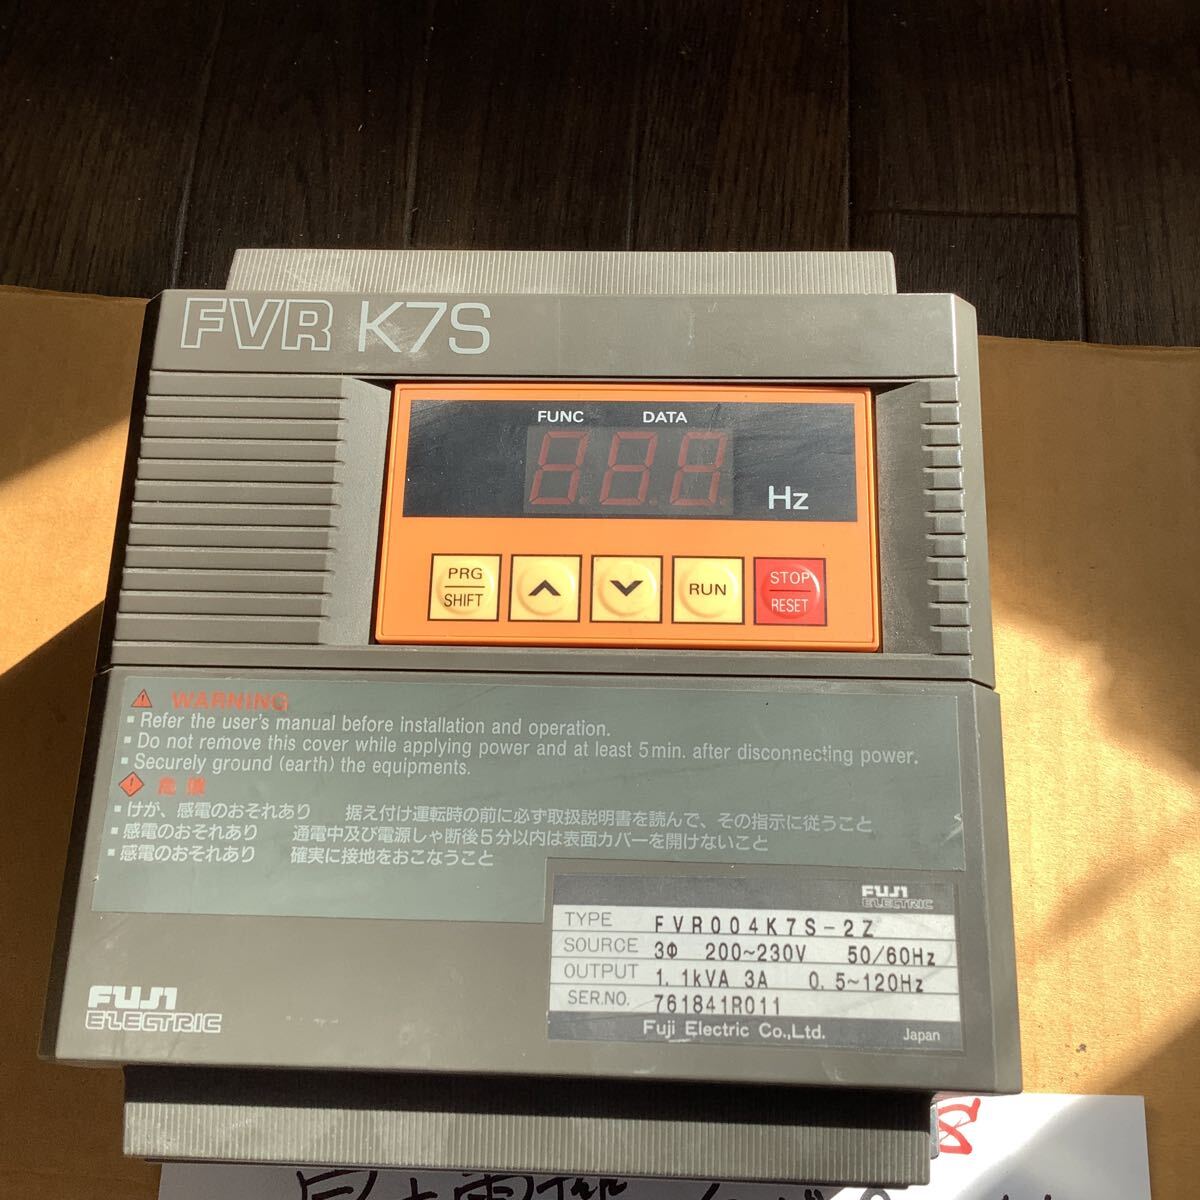 FVR K7S
FUNC DATA
Hz
PRG
SHIFT
RUN
STOP
RESET
WARNING
▪ Refer the user's manual before installation and operation.
▪ Do not remove this cover while applying power and at least 5min. after disconnecting power.
▪ Securely ground (earth) the equipments.
危険
▪ けが、感電のおそれあり 据え付け運転時の前に必ず取扱説明書を読んで、その指示に従うこと
▪ 感電のおそれあり 通電中及び電源しゃ断後5分以内は表面カバーを開けないこと
▪ 感電のおそれあり 確実に接地をおこなうこと
FUJI
ELECTRIC
TYPE FVR004K7S-2Z
SOURCE 3Φ 200~230V 50/60Hz
OUTPUT 1.1kVA 3A 0.5~120Hz
SER.NO. 761841R011
Fuji Electric Co.,Ltd. Japan
FUJI
ELECTRIC